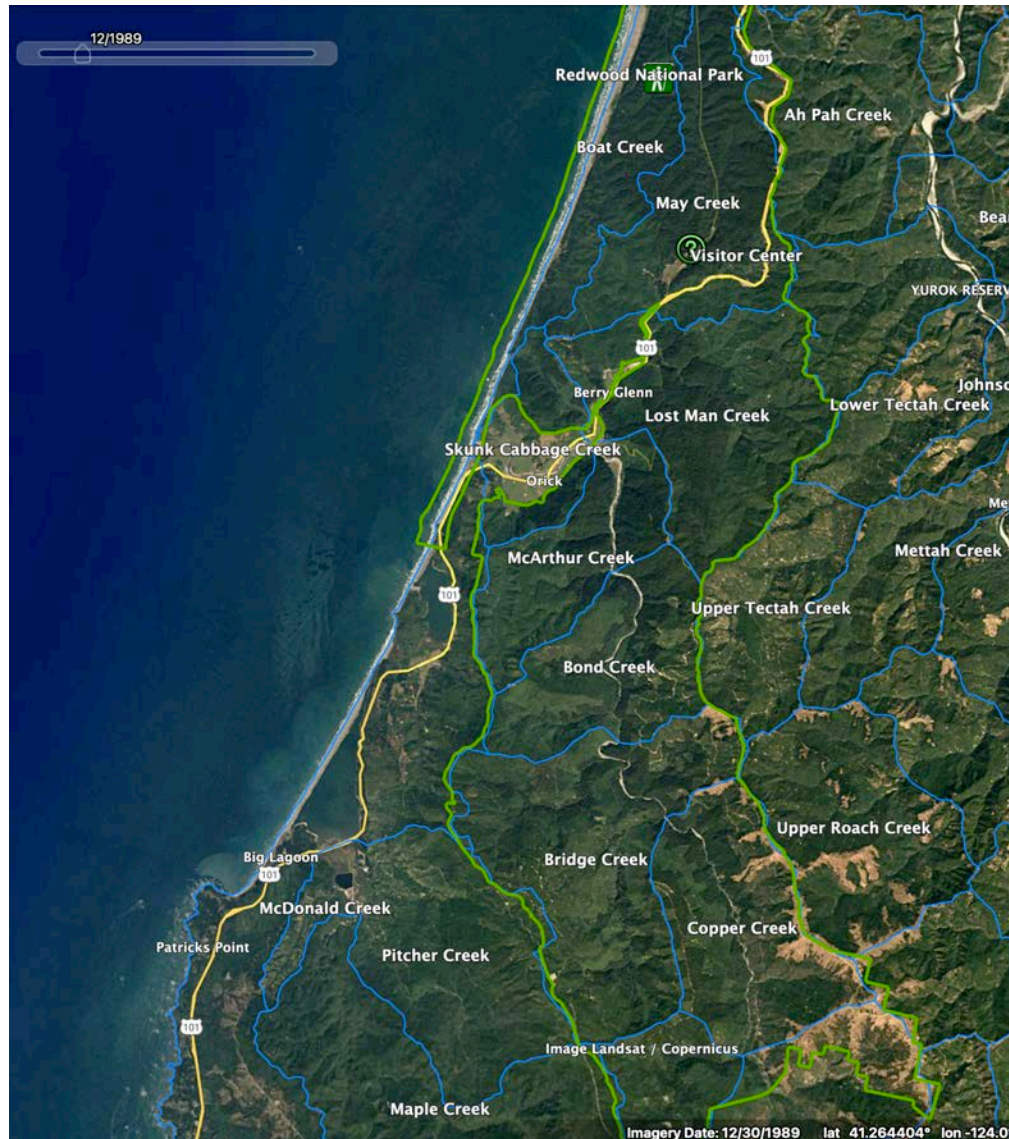 12/1989
101
Redwood National Park
Ah Pah Creek
Boat Creek
May Creek
Bea
Visitor Center
YUROK RESERV
101
Berry Glenn
Johnso
Lower Tectah Creek
Lost Man Creek
Skunk Cabbage Creek
Orick
Me
Mettah Creek
McArthur Creek
101
Upper Tectah Creek
Bond Creek
Upper Roach Creek
Big Lagoon
Bridge Creek
101
McDonald Creek
Copper Creek
Patricks Point
Pitcher Creek
101
Image Landsat / Copernicus
Maple Creek
Imagery Date: 12/30/1989 lat 41.264404° lon -124.0